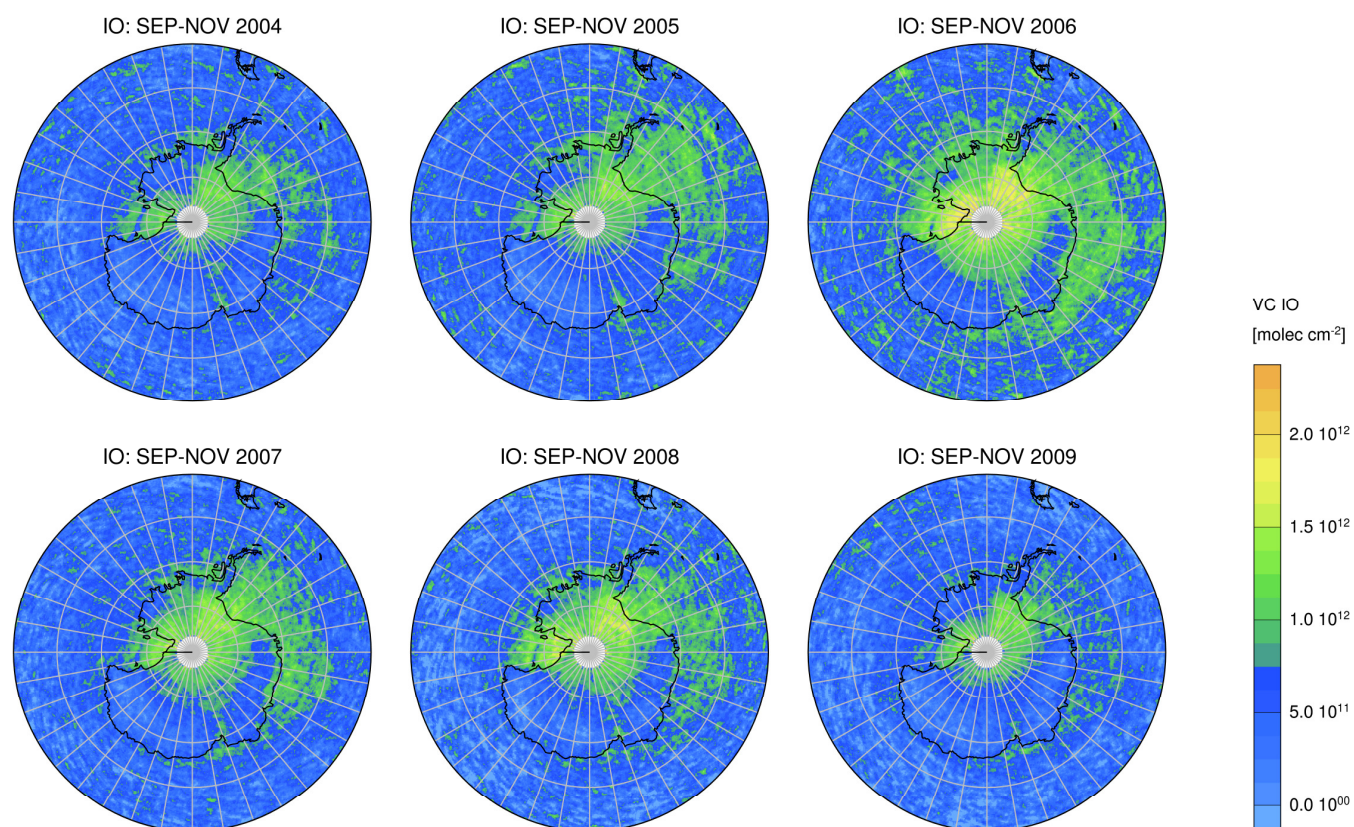 IO: SEP-NOV 2004
IO: SEP-NOV 2005
IO: SEP-NOV 2006
IO: SEP-NOV 2007
IO: SEP-NOV 2008
IO: SEP-NOV 2009
VC IO
[molec cm⁻²]
2.0 10¹²
1.5 10¹²
1.0 10¹²
5.0 10¹¹
0.0 10⁰⁰